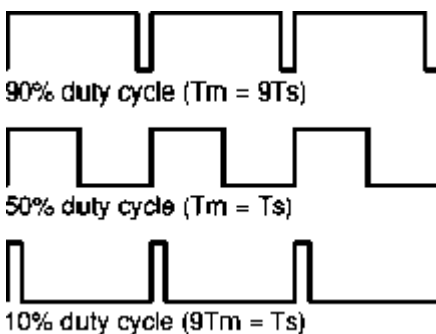 90% duty cycle (Tm = 9Ts)
50% duty cycle (Tm = Ts)
10% duty cycle (9Tm = Ts)